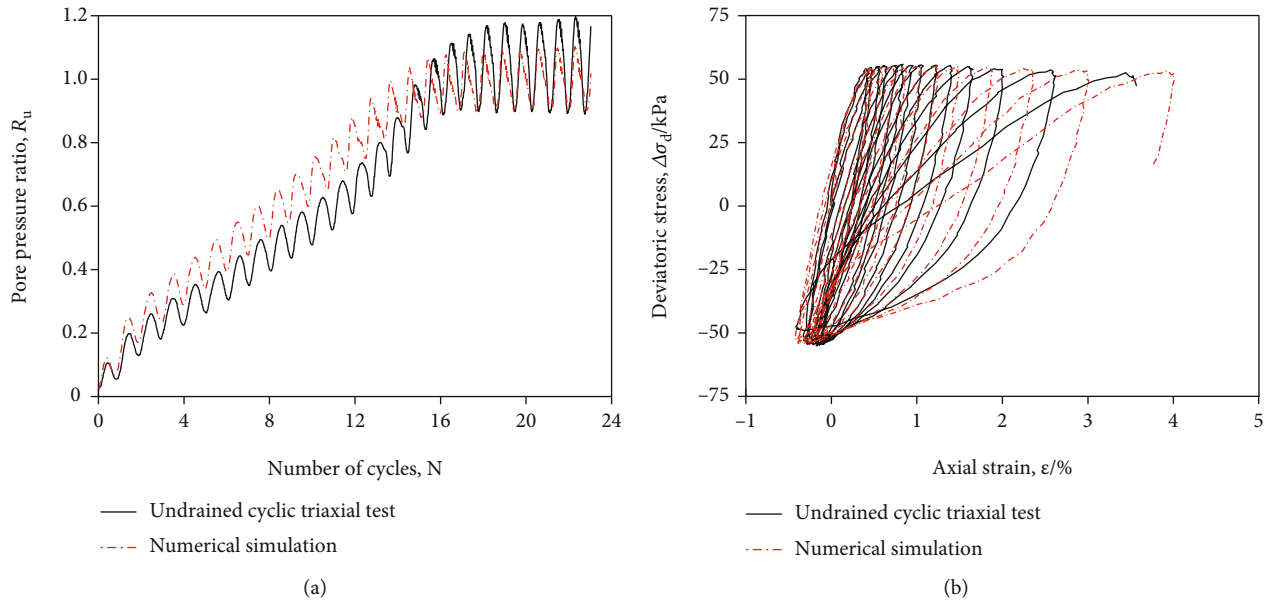 1.2
1.0
0.8
0.6
0.4
0.2
0
Pore pressure ratio, Ru
0 4 8 12 16 20 24
Number of cycles, N
Undrained cyclic triaxial test
Numerical simulation
(a)
75
50
25
0
−25
−50
−75
Deviatoric stress, Δσd/kPa
−1 0 1 2 3 4 5
Axial strain, ε/%
Undrained cyclic triaxial test
Numerical simulation
(b)